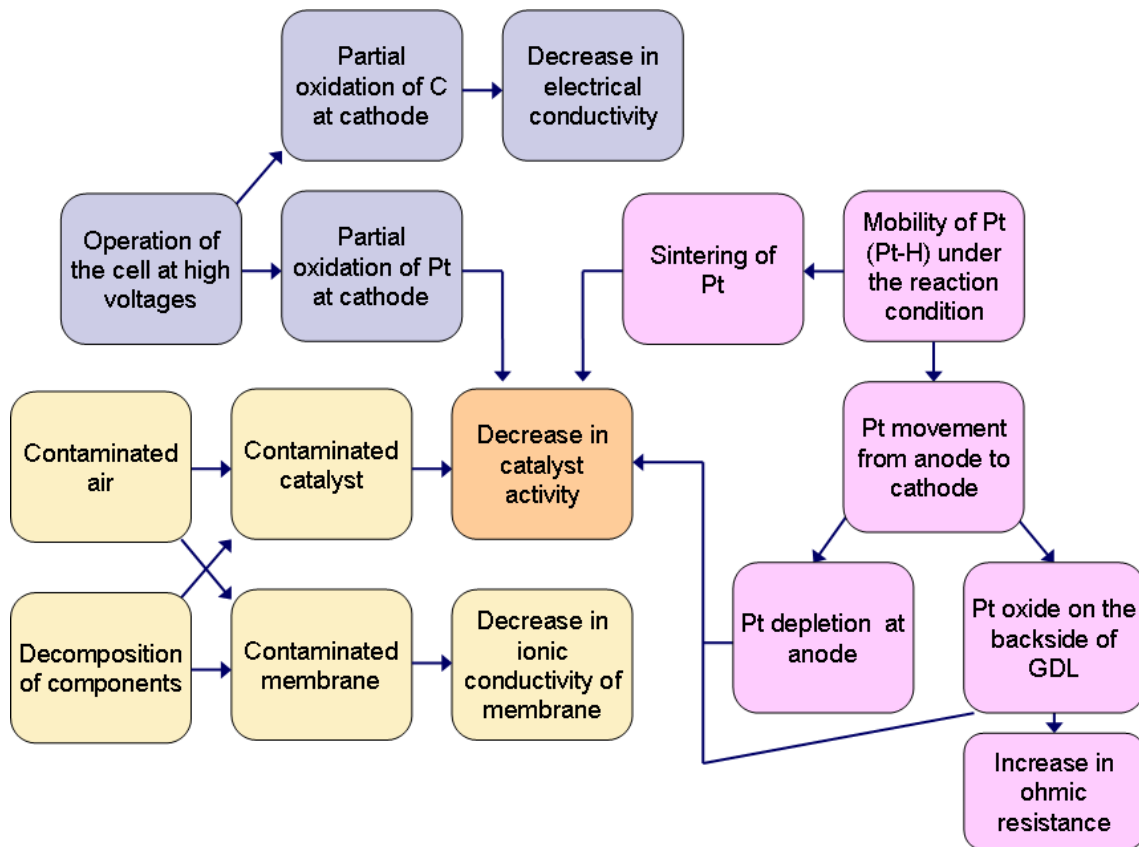 Partial
oxidation of C
at cathode
Decrease in
electrical
conductivity
Operation of
the cell at high
voltages
Partial
oxidation of Pt
at cathode
Sintering of
Pt
Mobility of Pt
(Pt-H) under
the reaction
condition
Contaminated
air
Contaminated
catalyst
Decrease in
catalyst
activity
Pt movement
from anode to
cathode
Decomposition
of components
Contaminated
membrane
Decrease in
ionic
conductivity of
membrane
Pt depletion at
anode
Pt oxide on the
backside of
GDL
Increase in
ohmic
resistance